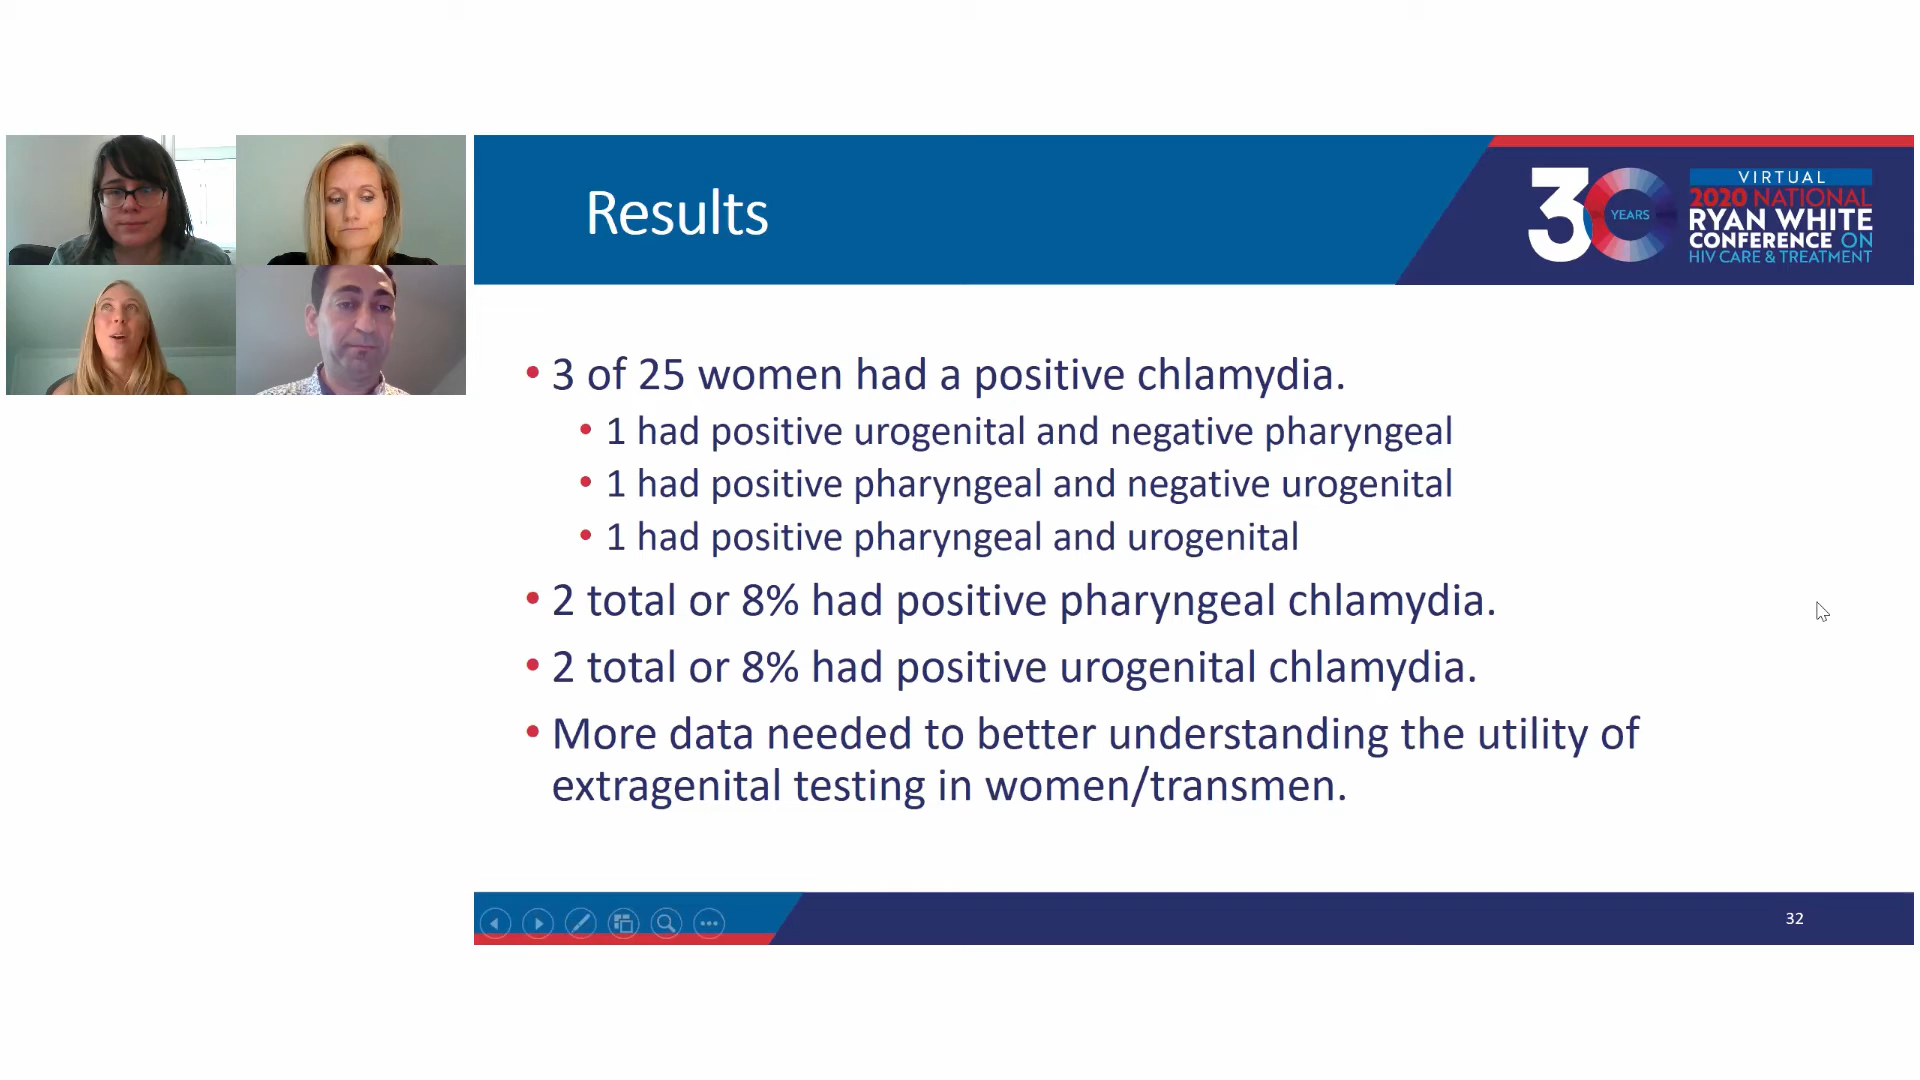 Results
30
YEARS
VIRTUAL
2020 NATIONAL
RYAN WHITE
CONFERENCE ON
HIV CARE & TREATMENT
• 3 of 25 women had a positive chlamydia.
• 1 had positive urogenital and negative pharyngeal
• 1 had positive pharyngeal and negative urogenital
• 1 had positive pharyngeal and urogenital
• 2 total or 8% had positive pharyngeal chlamydia.
• 2 total or 8% had positive urogenital chlamydia.
• More data needed to better understanding the utility of
extragenital testing in women/transmen.
32